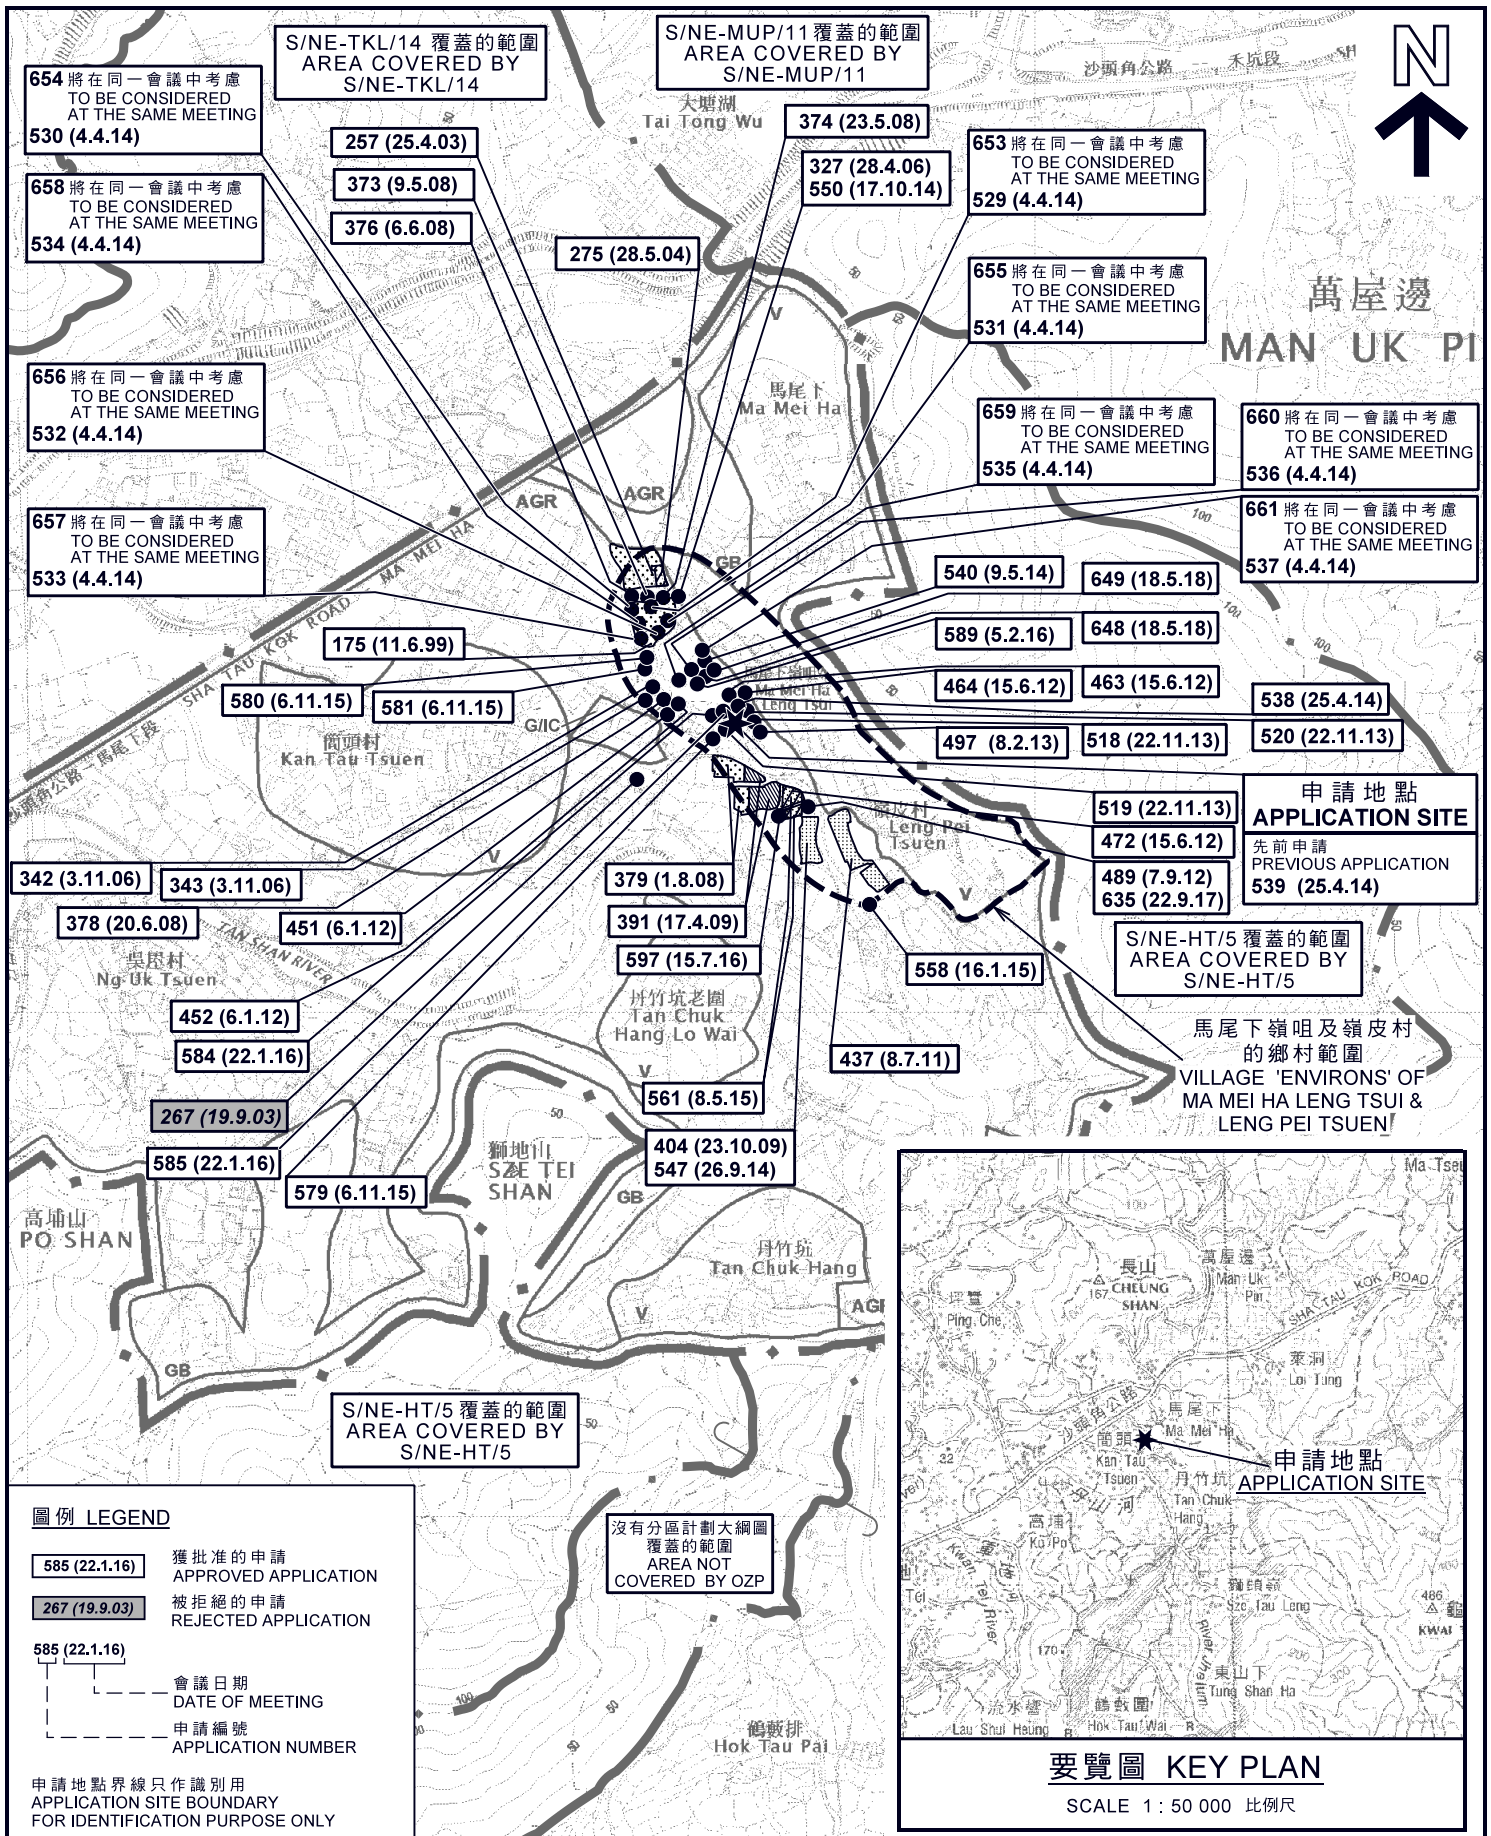 S/NE-TKL/14 覆蓋的範圍
AREA COVERED BY
S/NE-TKL/14
S/NE-MUP/11 覆蓋的範圍
AREA COVERED BY
S/NE-MUP/11
N
沙頭角公路 -- 禾坑段
SH
654 將在同一會議中考慮
TO BE CONSIDERED
AT THE SAME MEETING
530 (4.4.14)
大塘湖
Tai Tong Wu
257 (25.4.03)
373 (9.5.08)
376 (6.6.08)
374 (23.5.08)
327 (28.4.06)
550 (17.10.14)
653 將在同一會議中考慮
TO BE CONSIDERED
AT THE SAME MEETING
529 (4.4.14)
658 將在同一會議中考慮
TO BE CONSIDERED
AT THE SAME MEETING
534 (4.4.14)
275 (28.5.04)
655 將在同一會議中考慮
TO BE CONSIDERED
AT THE SAME MEETING
531 (4.4.14)
萬屋邊
MAN UK PI
V
656 將在同一會議中考慮
TO BE CONSIDERED
AT THE SAME MEETING
532 (4.4.14)
馬尾下
Ma Mei Ha
659 將在同一會議中考慮
TO BE CONSIDERED
AT THE SAME MEETING
535 (4.4.14)
660 將在同一會議中考慮
TO BE CONSIDERED
AT THE SAME MEETING
536 (4.4.14)
AGR
AGR
661 將在同一會議中考慮
TO BE CONSIDERED
AT THE SAME MEETING
537 (4.4.14)
657 將在同一會議中考慮
TO BE CONSIDERED
AT THE SAME MEETING
533 (4.4.14)
SHA TAU KOK ROAD
MA MEI HA
沙頭角公路 - 馬尾下段
GB
540 (9.5.14)
649 (18.5.18)
589 (5.2.16)
648 (18.5.18)
175 (11.6.99)
580 (6.11.15)
581 (6.11.15)
馬尾下嶺咀
Ma Mei Ha
Leng Tsui
464 (15.6.12)
463 (15.6.12)
538 (25.4.14)
520 (22.11.13)
497 (8.2.13)
518 (22.11.13)
G/IC
簡頭村
Kan Tau Tsuen
V
519 (22.11.13)
472 (15.6.12)
489 (7.9.12)
635 (22.9.17)
申請地點
APPLICATION SITE
先前申請
PREVIOUS APPLICATION
539 (25.4.14)
嶺皮村
Leng Pei
Tsuen
V
342 (3.11.06)
343 (3.11.06)
378 (20.6.08)
451 (6.1.12)
379 (1.8.08)
391 (17.4.09)
597 (15.7.16)
TAN SHAN RIVER
吳屋村
Ng Uk Tsuen
S/NE-HT/5 覆蓋的範圍
AREA COVERED BY
S/NE-HT/5
558 (16.1.15)
452 (6.1.12)
584 (22.1.16)
丹竹坑老圍
Tan Chuk
Hang Lo Wai
V
437 (8.7.11)
馬尾下嶺咀及嶺皮村
的鄉村範圍
VILLAGE 'ENVIRONS' OF
MA MEI HA LENG TSUI &
LENG PEI TSUEN
267 (19.9.03)
585 (22.1.16)
579 (6.11.15)
561 (8.5.15)
404 (23.10.09)
547 (26.9.14)
獅地山
SZE TEI
SHAN
GB
高埔山
PO SHAN
丹竹坑
Tan Chuk Hang
V
AGR
GB
S/NE-HT/5 覆蓋的範圍
AREA COVERED BY
S/NE-HT/5
沒有分區計劃大綱圖
覆蓋的範圍
AREA NOT
COVERED BY OZP
鶴藪排
Hok Tau Pai
圖例 LEGEND
585 (22.1.16)
獲批准的申請
APPROVED APPLICATION
267 (19.9.03)
被拒絕的申請
REJECTED APPLICATION
585 (22.1.16)
會議日期
DATE OF MEETING
申請編號
APPLICATION NUMBER
申請地點界線只作識別用
APPLICATION SITE BOUNDARY
FOR IDENTIFICATION PURPOSE ONLY
Ma Tseu
長山
167
CHEUNG
SHAN
萬屋邊
Man Uk
Pin
坪輋
Ping Che
SHA TAU KOK ROAD
萊洞
Loi Tung
沙頭角公路
馬尾下
Ma Mei Ha
簡頭
Kan Tau
Tsuen
申請地點
APPLICATION SITE
丹竹坑
Tan Chuk
Hang
丹山河
高埔
Ko Po
Kwan Tei River
獅頭嶺
Sze Tau Leng
486
KWAI
170
River Jhelum
東山下
Tung Shan Ha
流水響
Lau Shui Heung
鶴藪圍
Hok Tau Wai
要覽圖 KEY PLAN
SCALE 1 : 50 000 比例尺